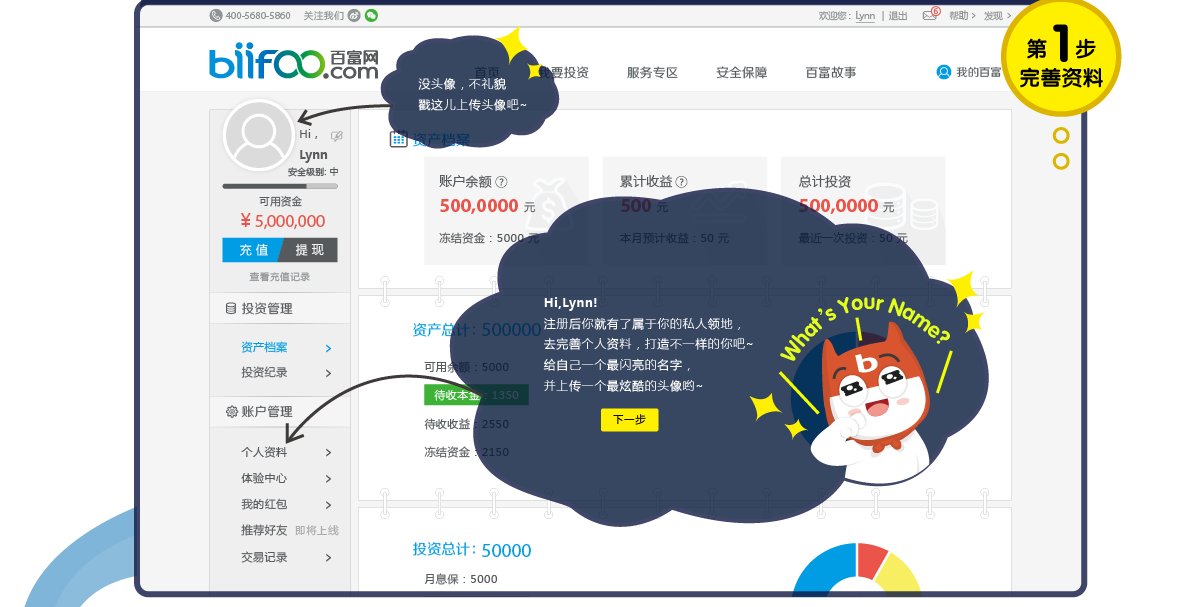 400-5680-5860 关注我们
欢迎您: Lynn | 退出 6 帮助 > 发现 >
第1步
完善资料
biifoo.com 百富网
首页 我要投资 服务专区 安全保障 百富故事 我的百富
没头像，不礼貌
戳这儿上传头像吧~
Hi，
Lynn
安全级别: 中
可用资金
¥ 5,000,000
充值 提现
查看充值记录
投资管理
资产档案 >
投资纪录 >
账户管理
个人资料 >
体验中心 >
我的红包 >
推荐好友 即将上线
交易记录 >
资产档案
账户余额 ?
500,0000 元
冻结资金：5000 元
累计收益 ?
500 元
本月预计收益：50 元
总计投资
500,0000 元
最近一次投资：50 元
资产总计: 500000
可用余额：5000
待收本金：1350
待收收益：2550
冻结资金：2150
Hi,Lynn!
注册后你就有了属于你的私人领地，
去完善个人资料，打造不一样的你吧~
给自己一个最闪亮的名字，
并上传一个最炫酷的头像哟~
下一步
What's Your Name?
b
投资总计: 50000
月息保：5000